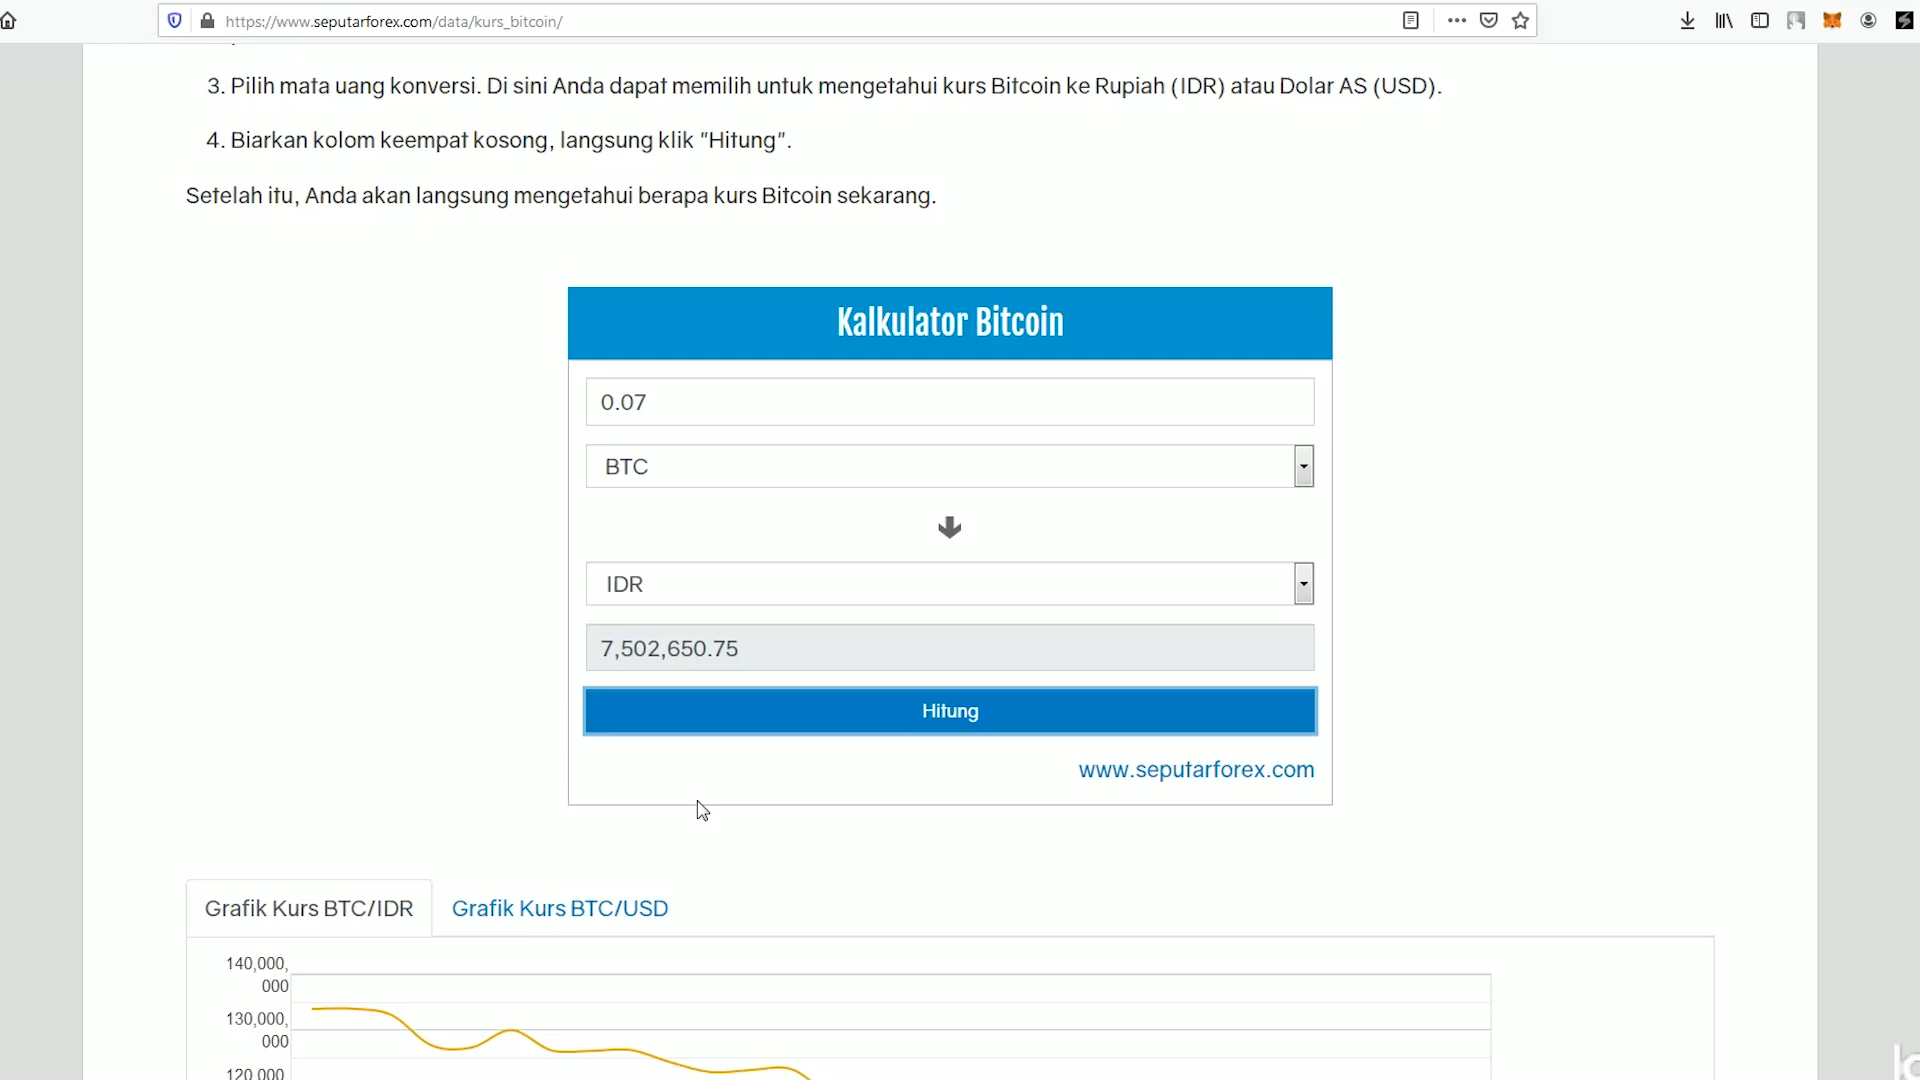 https://www.seputarforex.com/data/kurs_bitcoin/
3. Pilih mata uang konversi. Di sini Anda dapat memilih untuk mengetahui kurs Bitcoin ke Rupiah (IDR) atau Dolar AS (USD).
4. Biarkan kolom keempat kosong, langsung klik "Hitung".
Setelah itu, Anda akan langsung mengetahui berapa kurs Bitcoin sekarang.
Kalkulator Bitcoin
0.07
BTC
IDR
7,502,650.75
Hitung
www.seputarforex.com
Grafik Kurs BTC/IDR Grafik Kurs BTC/USD
140,000,
000
130,000,
000
120,000